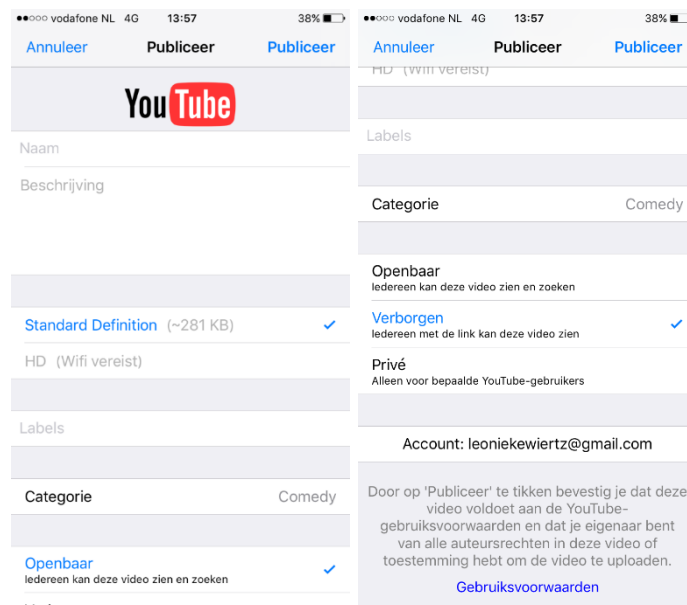 vodafone NL 4G 13:57 38%
Annuleer Publiceer Publiceer
You Tube
Naam
Beschrijving
Standard Definition (~281 KB)
HD (Wifi vereist)
Labels
Categorie Comedy
Openbaar
Iedereen kan deze video zien en zoeken
vodafone NL 4G 13:57 38%
Annuleer Publiceer Publiceer
HD (Wifi vereist)
Labels
Categorie Comedy
Openbaar
Iedereen kan deze video zien en zoeken
Verborgen
Iedereen met de link kan deze video zien
Privé
Alleen voor bepaalde YouTube-gebruikers
Account: leoniekewiertz@gmail.com
Door op 'Publiceer' te tikken bevestig je dat deze
video voldoet aan de YouTube-
gebruiksvoorwaarden en dat je eigenaar bent
van alle auteursrechten in deze video of
toestemming hebt om de video te uploaden.
Gebruiksvoorwaarden